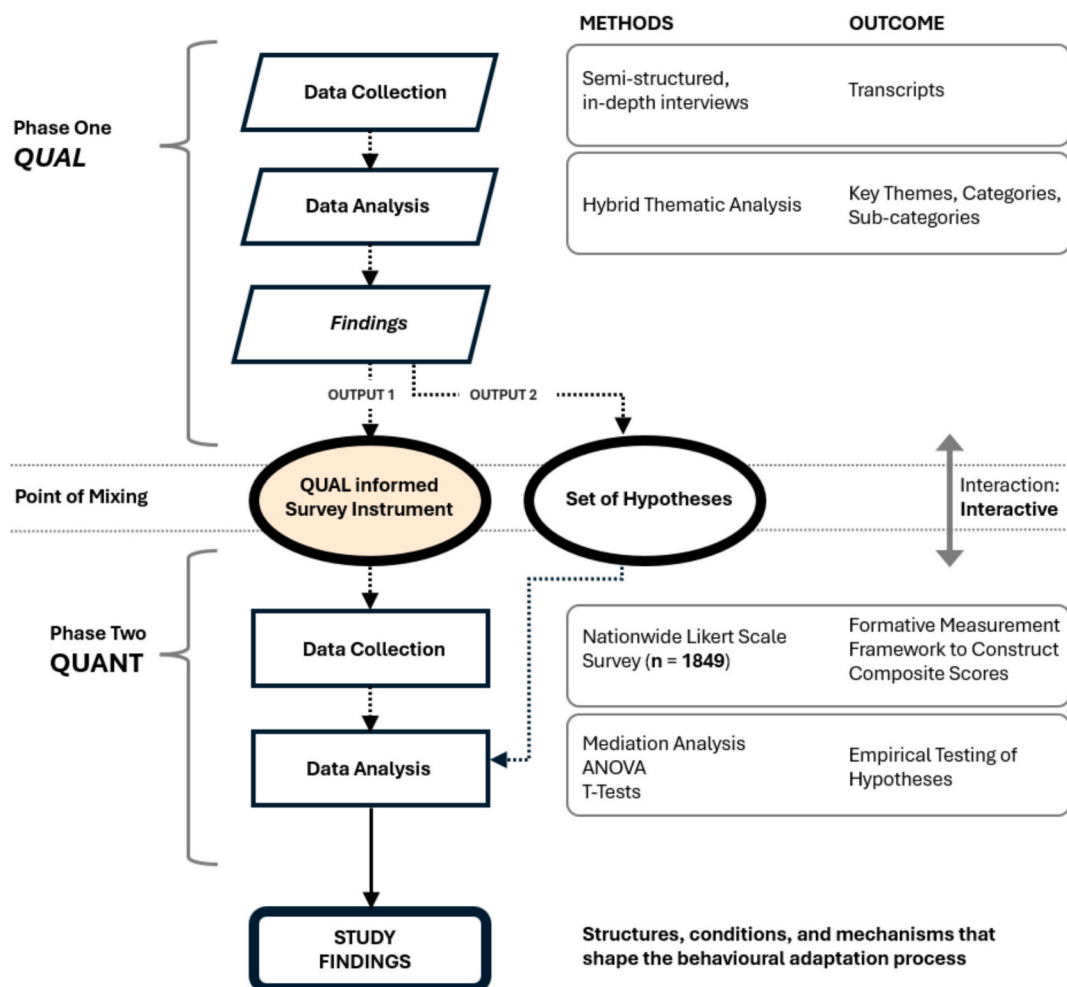 METHODS
OUTCOME
Phase One
QUAL
Data Collection
Semi-structured,
in-depth interviews
Transcripts
Data Analysis
Hybrid Thematic Analysis
Key Themes, Categories,
Sub-categories
Findings
OUTPUT 1
OUTPUT 2
Point of Mixing
QUAL informed
Survey Instrument
Set of Hypotheses
Interaction:
Interactive
Phase Two
QUANT
Data Collection
Nationwide Likert Scale
Survey (n = 1849)
Formative Measurement
Framework to Construct
Composite Scores
Data Analysis
Mediation Analysis
ANOVA
T-Tests
Empirical Testing of
Hypotheses
STUDY
FINDINGS
Structures, conditions, and mechanisms that
shape the behavioural adaptation process